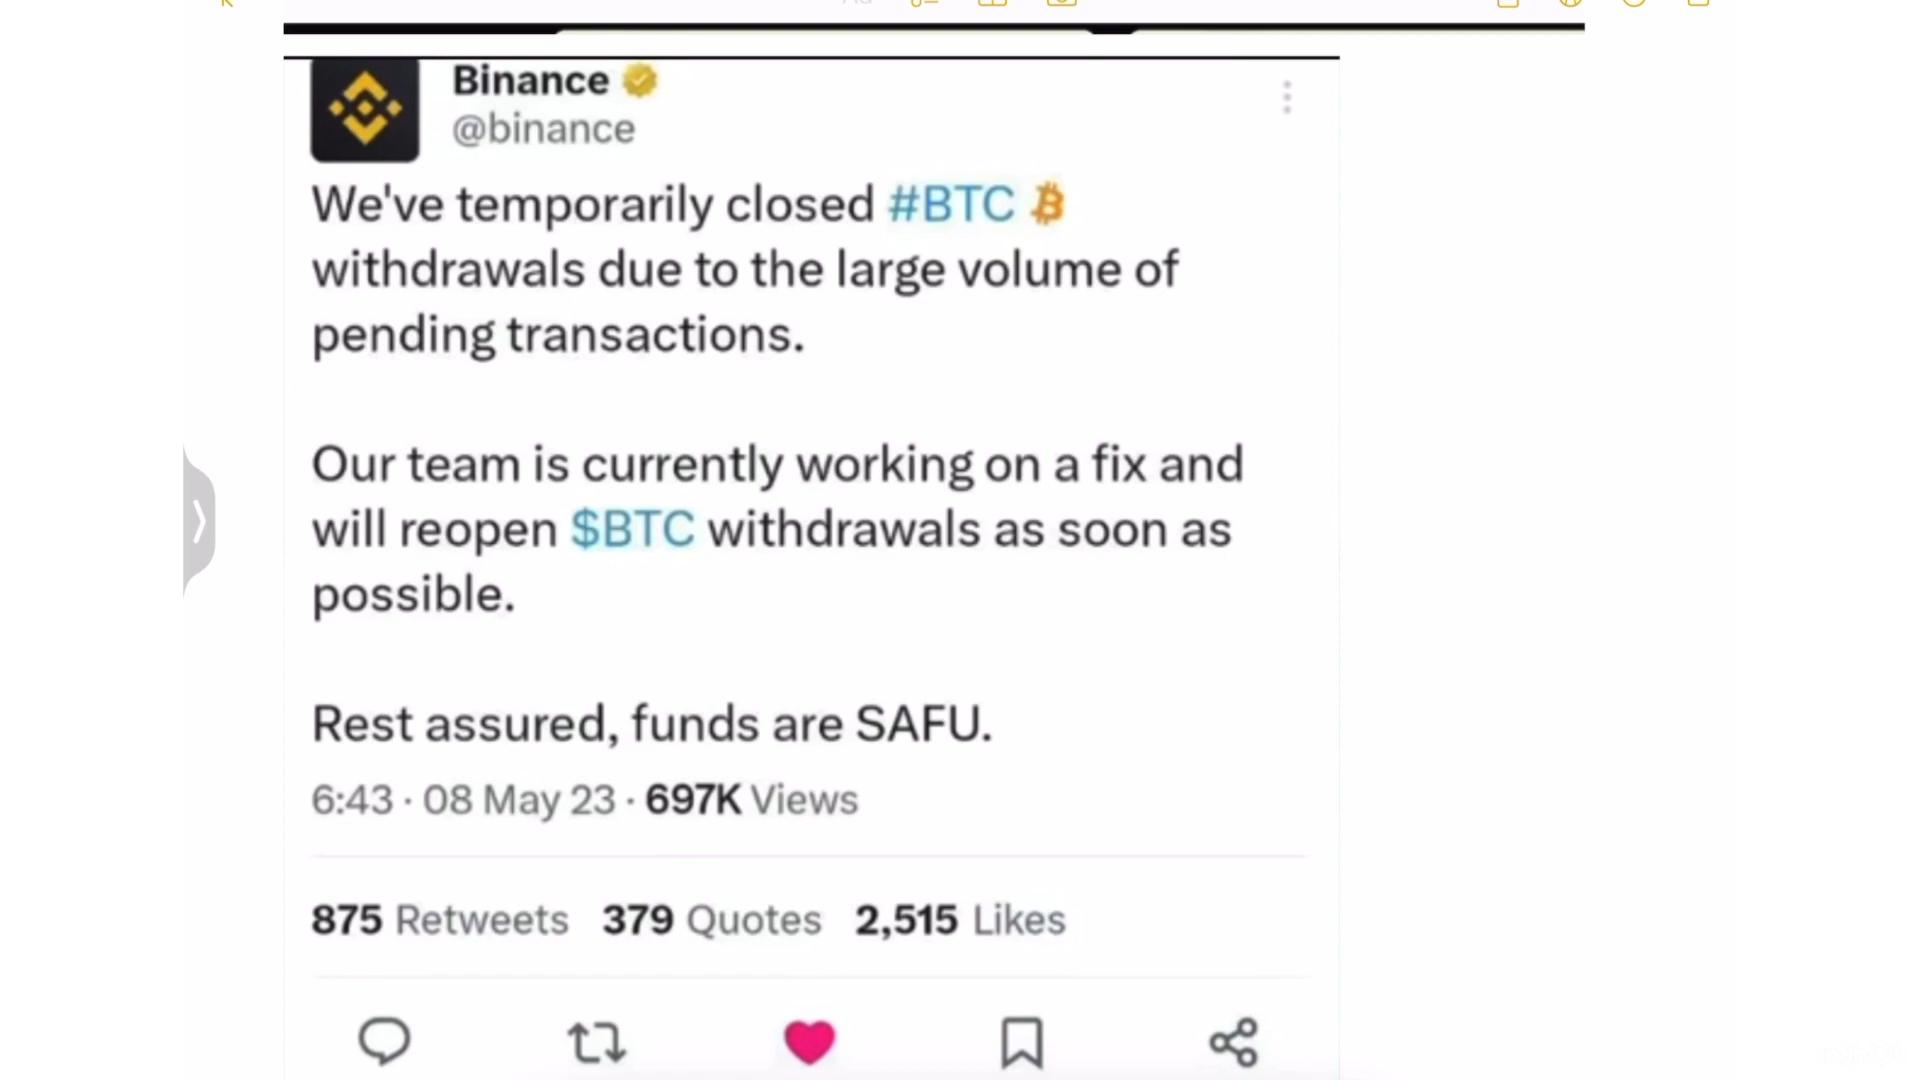 Binance
@binance
We've temporarily closed #BTC
withdrawals due to the large volume of
pending transactions.
Our team is currently working on a fix and
will reopen $BTC withdrawals as soon as
possible.
Rest assured, funds are SAFU.
6:43 · 08 May 23 · 697K Views
875 Retweets 379 Quotes 2,515 Likes